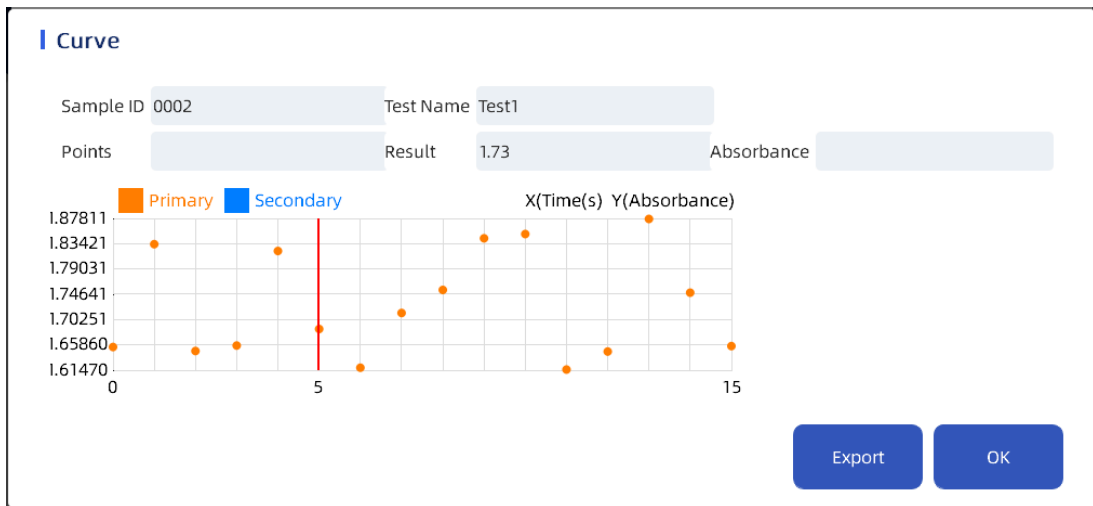 Curve
Sample ID 0002 Test Name Test1
Points Result 1.73 Absorbance
Primary Secondary X(Time(s) Y(Absorbance)
1.87811
1.83421
1.79031
1.74641
1.70251
1.65860
1.61470
0 5 15
Export OK